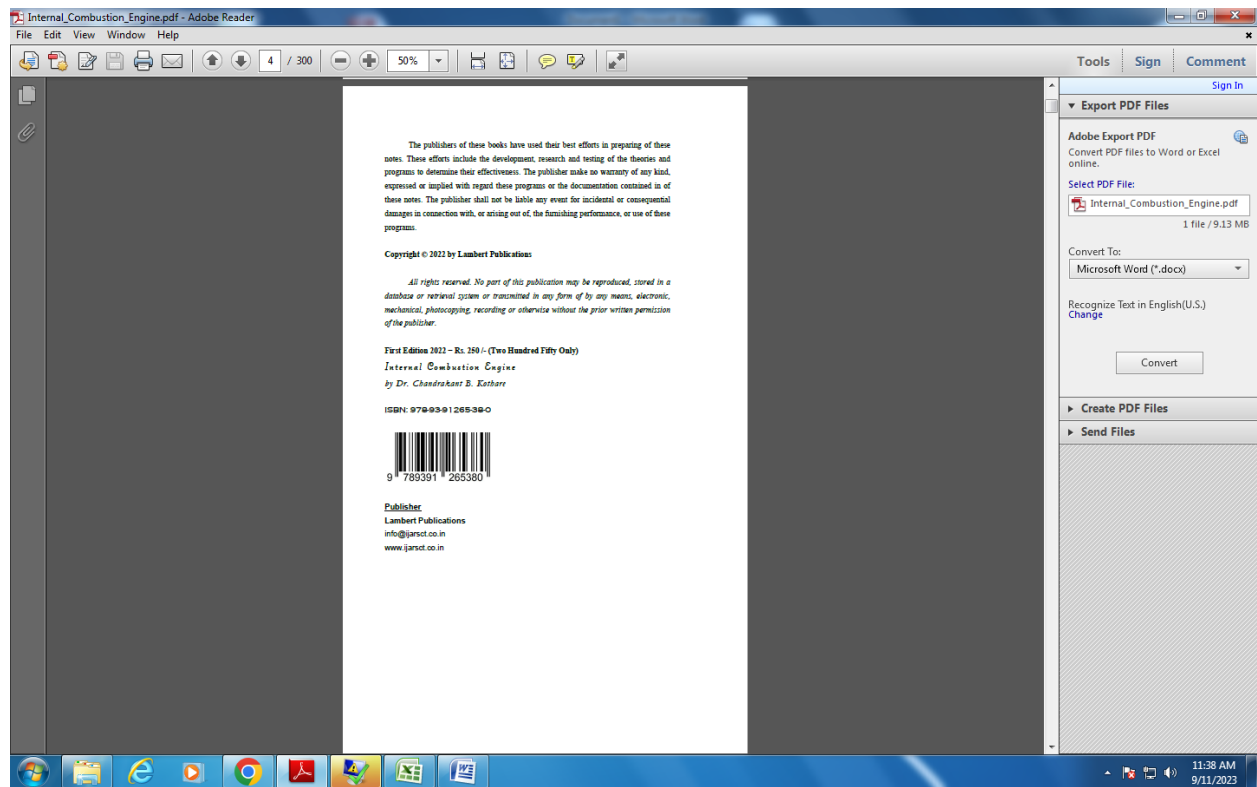 Internal_Combustion_Engine.pdf - Adobe Reader
File Edit View Window Help
4 / 300 50% Tools Sign Comment
Sign In
Export PDF Files
Adobe Export PDF
Convert PDF files to Word or Excel
online.
Select PDF File:
Internal_Combustion_Engine.pdf
1 file / 9.13 MB
Convert To:
Microsoft Word (*.docx)
Recognize Text in English(U.S.)
Change
Convert
Create PDF Files
Send Files
The publishers of these books have used their best efforts in preparing of these
notes. These efforts include the development, research and testing of the theories and
programs to determine their effectiveness. The publisher make no warranty of any kind,
expressed or implied with regard these programs or the documentation contained in of
these notes. The publisher shall not be liable any event for incidental or consequential
damages in connection with, or arising out of, the furnishing performance, or use of these
programs.
Copyright © 2022 by Lambert Publications
All rights reserved. No part of this publication may be reproduced, stored in a
database or retrieval system or transmitted in any form of by any means, electronic,
mechanical, photocopying, recording or otherwise without the prior written permission
of the publisher.
First Edition 2022 – Rs. 250 /- (Two Hundred Fifty Only)
Internal Combustion Engine
by Dr. Chandrakant B. Kothare
ISBN: 978-93-91265-38-0
9 789391 265380
Publisher
Lambert Publications
info@ijarsct.co.in
www.ijarsct.co.in
11:38 AM
9/11/2023